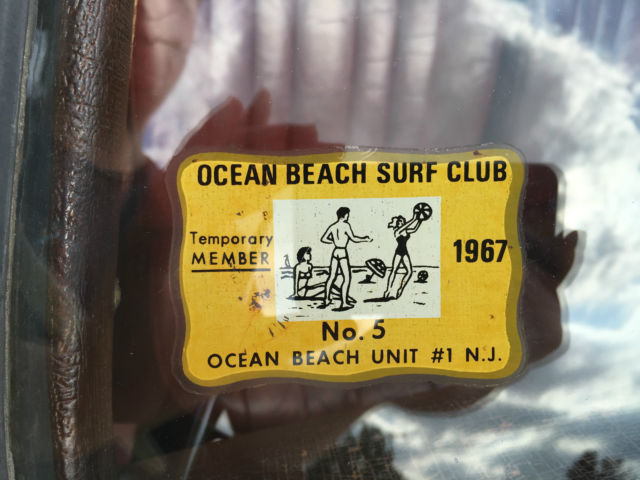 OCEAN BEACH SURF CLUB
Temporary
MEMBER
1967
No. 5
OCEAN BEACH UNIT #1 N.J.